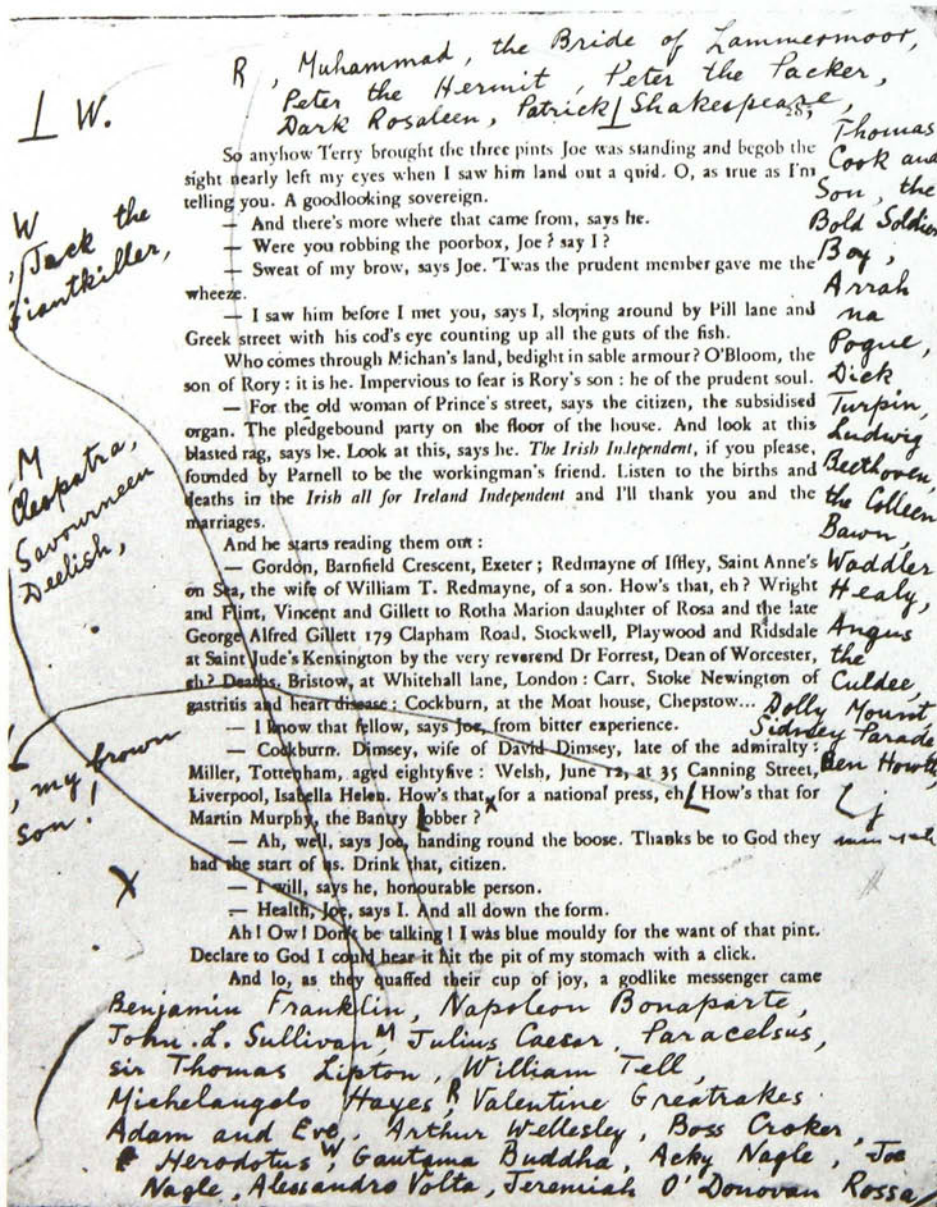 R, Muhammad, the Bride of Lammermoor,
Peter the Hermit, Peter the Packer,
Dark Rosaleen, Patrick Shakespeare,
W.
So anyhow Terry brought the three pints Joe was standing and begob the
sight nearly left my eyes when I saw him land out a quid. O, as true as I'm
telling you. A goodlooking sovereign.
— And there's more where that came from, says he.
— Were you robbing the poorbox, Joe? say I?
— Sweat of my brow, says Joe. 'Twas the prudent member gave me the
wheeze.
— I saw him before I met you, says I, sloping around by Pill lane and
Greek street with his cod's eye counting up all the guts of the fish.
Who comes through Michan's land, bedight in sable armour? O'Bloom, the
son of Rory : it is he. Impervious to fear is Rory's son : he of the prudent soul.
— For the old woman of Prince's street, says the citizen, the subsidised
organ. The pledgebound party on the floor of the house. And look at this
blasted rag, says he. Look at this, says he. The Irish Independent, if you please,
founded by Parnell to be the workingman's friend. Listen to the births and
deaths in the Irish all for Ireland Independent and I'll thank you and the
marriages.
And he starts reading them out :
— Gordon, Barnfield Crescent, Exeter ; Redmayne of Iffley, Saint Anne's
on Sea, the wife of William T. Redmayne, of a son. How's that, eh? Wright
and Flint, Vincent and Gillett to Rotha Marion daughter of Rosa and the late
George Alfred Gillett 179 Clapham Road, Stockwell, Playwood and Ridsdale
at Saint Jude's Kensington by the very reverend Dr Forrest, Dean of Worcester,
eh? Deaths. Bristow, at Whitehall lane, London : Carr, Stoke Newington of
gastritis and heart disease : Cockburn, at the Moat house, Chepstow...
— I know that fellow, says Joe, from bitter experience.
— Cockburn. Dimsey, wife of David Dimsey, late of the admiralty :
Miller, Tottenham, aged eightyfive : Welsh, June 12, at 35 Canning Street,
Liverpool, Isabella Helen. How's that for a national press, eh How's that for
Martin Murphy, the Bantry jobber ?
— Ah, well, says Joe, handing round the boose. Thanks be to God they
had the start of us. Drink that, citizen.
— I will, says he, honourable person.
— Health, Joe, says I. And all down the form.
Ah! Ow! Don't be talking! I was blue mouldy for the want of that pint.
Declare to God I could hear it hit the pit of my stomach with a click.
And lo, as they quaffed their cup of joy, a godlike messenger came
W
, Jack the
Giantkiller,
M
Cleopatra,
Savourneen
Deelish,
, my brown
son!
X
Thomas
Cook and
Son, the
Bold Soldier
Boy,
Arrah
na
Pogue,
Dick
Turpin,
Ludwig
Beethoven,
the Colleen
Bawn,
Waddler
Healy,
Angus
the
Culdee,
Dolly Mount,
Sidney Parade,
Ben Howth,
j
Benjamin Franklin, Napoleon Bonaparte,
John L. Sullivan M, Julius Caesar, Paracelsus,
sir Thomas Lipton, William Tell,
Michelangelo Hayes R, Valentine Greatrakes
Adam and Eve, Arthur Wellesley, Boss Croker,
Herodotus W, Gautama Buddha, Acky Nagle, Joe
Nagle, Alessandro Volta, Jeremiah O'Donovan Rossa